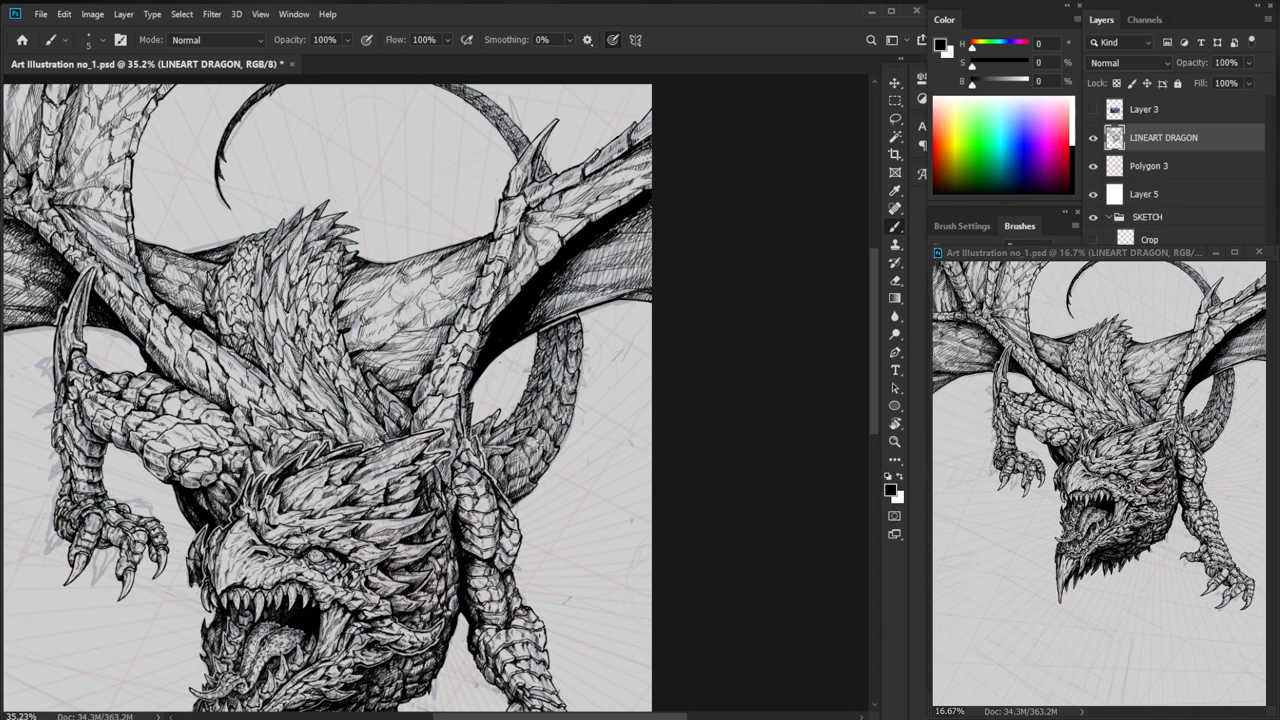 Ps File Edit Image Layer Type Select Filter 3D View Window Help
5 Mode: Normal Opacity: 100% Flow: 100% Smoothing: 0%
Art Illustration no_1.psd @ 35.2% (LINEART DRAGON, RGB/8) *
Color
H 0 °
S 0 %
B 0 %
Brush Settings Brushes
Layers Channels
Kind
Normal Opacity: 100%
Lock: Fill: 100%
Layer 3
LINEART DRAGON
Polygon 3
Layer 5
SKETCH
Crop
Art Illustration no_1.psd @ 16.7% (LINEART DRAGON, RGB/...
35.23% Doc: 34.3M/363.2M
16.67% Doc: 34.3M/363.2M